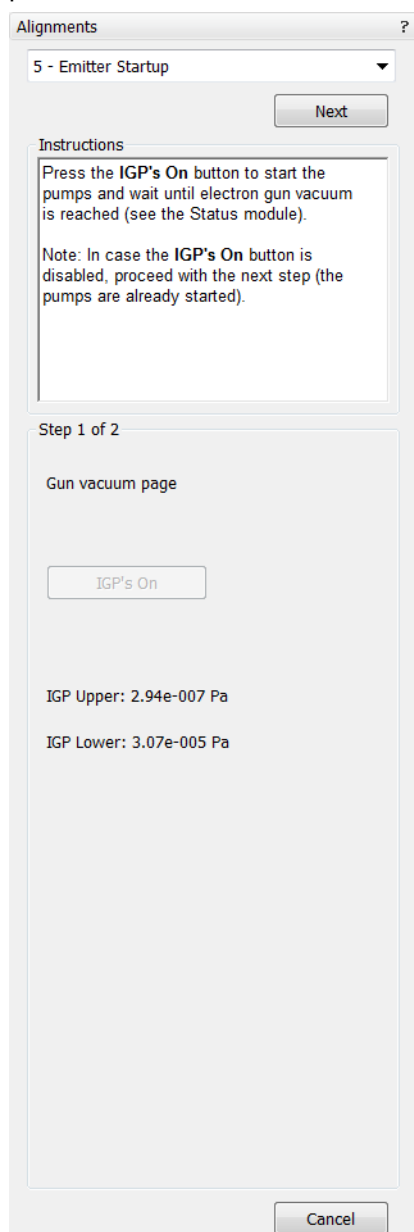 Alignments ?
5 - Emitter Startup
Next
Instructions
Press the IGP's On button to start the
pumps and wait until electron gun vacuum
is reached (see the Status module).
Note: In case the IGP's On button is
disabled, proceed with the next step (the
pumps are already started).
Step 1 of 2
Gun vacuum page
IGP's On
IGP Upper: 2.94e-007 Pa
IGP Lower: 3.07e-005 Pa
Cancel